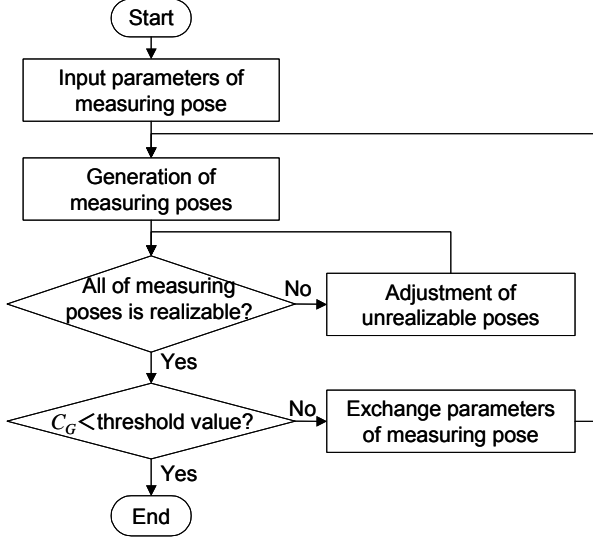 Start
Input parameters of
measuring pose
Generation of
measuring poses
All of measuring
poses is realizable?
No
Adjustment of
unrealizable poses
Yes
C_G<threshold value?
No
Exchange parameters
of measuring pose
Yes
End